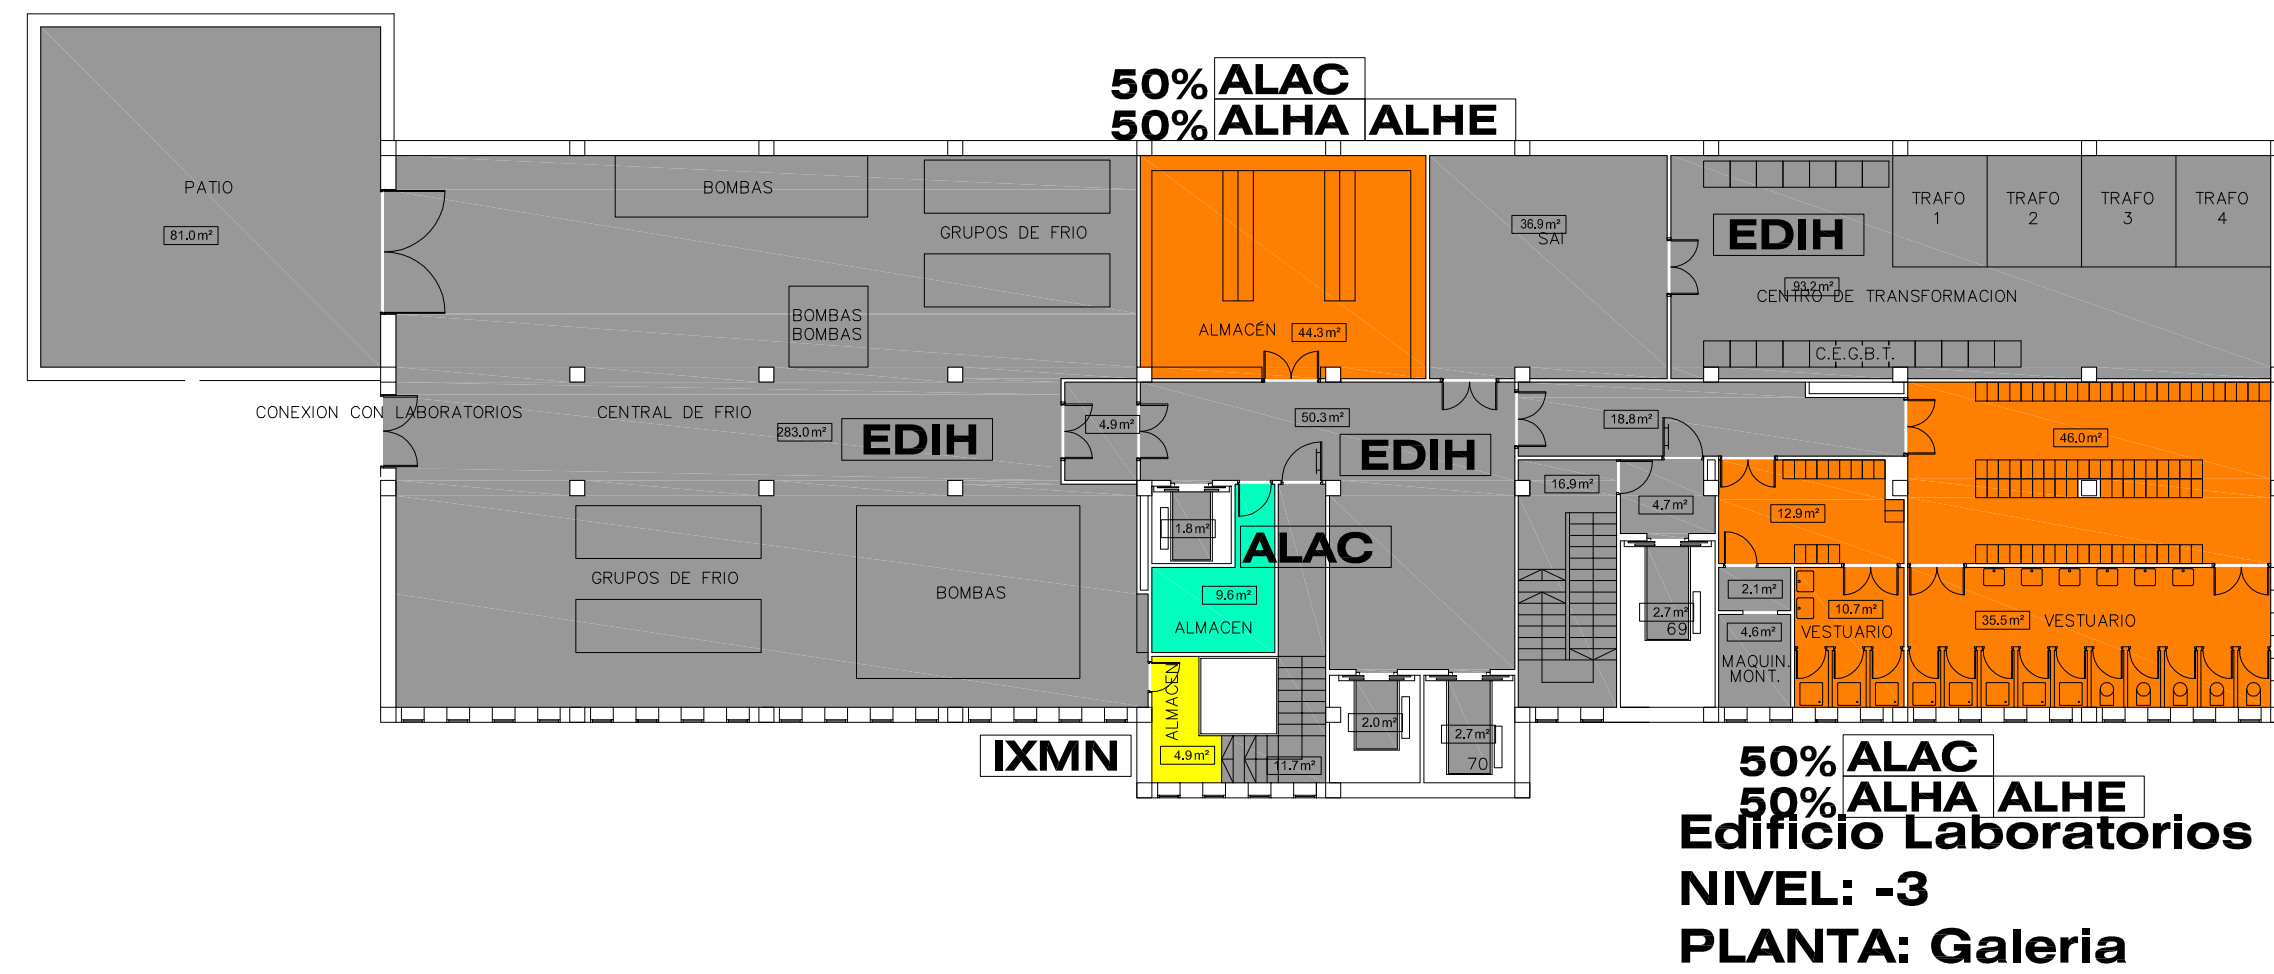 50% ALAC
50% ALHA ALHE
PATIO
81.0m²
BOMBAS
GRUPOS DE FRIO
BOMBAS
BOMBAS
ALMACÉN
44.3m²
36.9m²
SAI
EDIH
93.2m²
CENTRO DE TRANSFORMACION
TRAFO
1
TRAFO
2
TRAFO
3
TRAFO
4
C.E.G.B.T.
CONEXION CON LABORATORIOS
CENTRAL DE FRIO
283.0m²
EDIH
4.9m²
50.3m²
EDIH
18.8m²
46.0m²
16.9m²
4.7m²
12.9m²
1.8m²
ALAC
9.6m²
ALMACEN
GRUPOS DE FRIO
BOMBAS
2.7m²
69
2.1m²
4.6m²
MAQUIN.
MONT.
10.7m²
VESTUARIO
35.5m²
VESTUARIO
ALMACEN
4.9m²
11.7m²
2.0m²
2.7m²
70
IXMN
50% ALAC
50% ALHA ALHE
Edificio Laboratorios
NIVEL: -3
PLANTA: Galeria